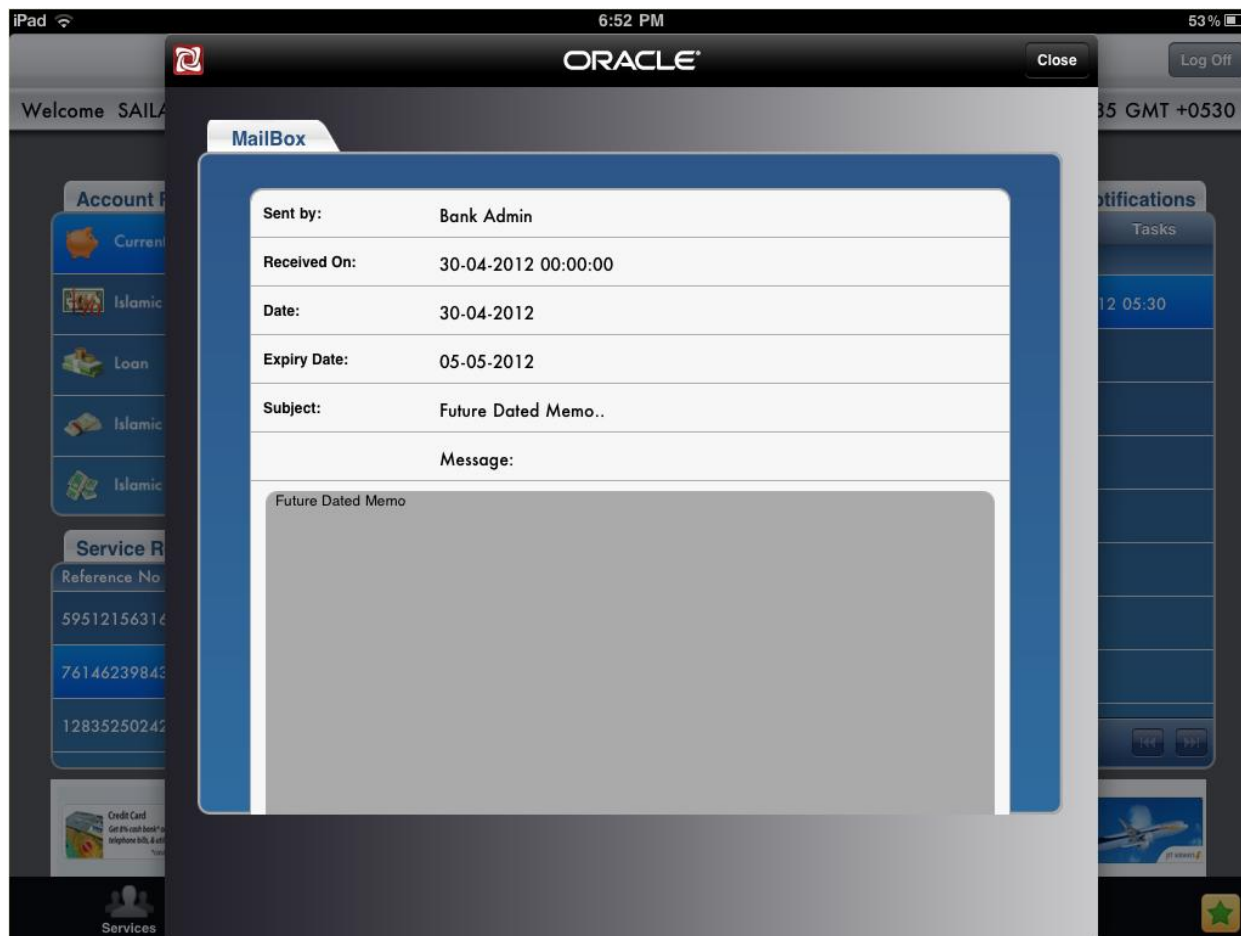 iPad 6:52 PM 53%
ORACLE
Close
Log Off
Welcome SAILA
35 GMT +0530
MailBox
Account
Current
Islamic
Loan
Islamic
Islamic
Sent by: Bank Admin
Received On: 30-04-2012 00:00:00
Date: 30-04-2012
Expiry Date: 05-05-2012
Subject: Future Dated Memo..
Message:
Future Dated Memo
Service R
Reference No
59512156316
76146239843
12835250242
otifications
Tasks
12 05:30
Credit Card
Services